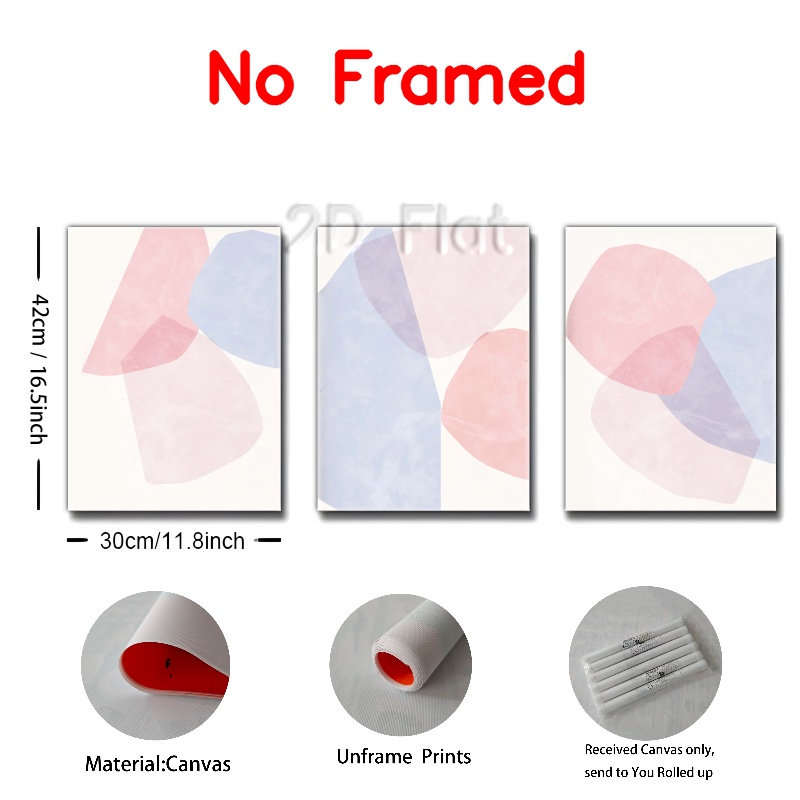 No Framed
2D Flat
42cm / 16.5inch
30cm/11.8inch
Material:Canvas
Unframe Prints
Received Canvas only,
send to You Rolled up